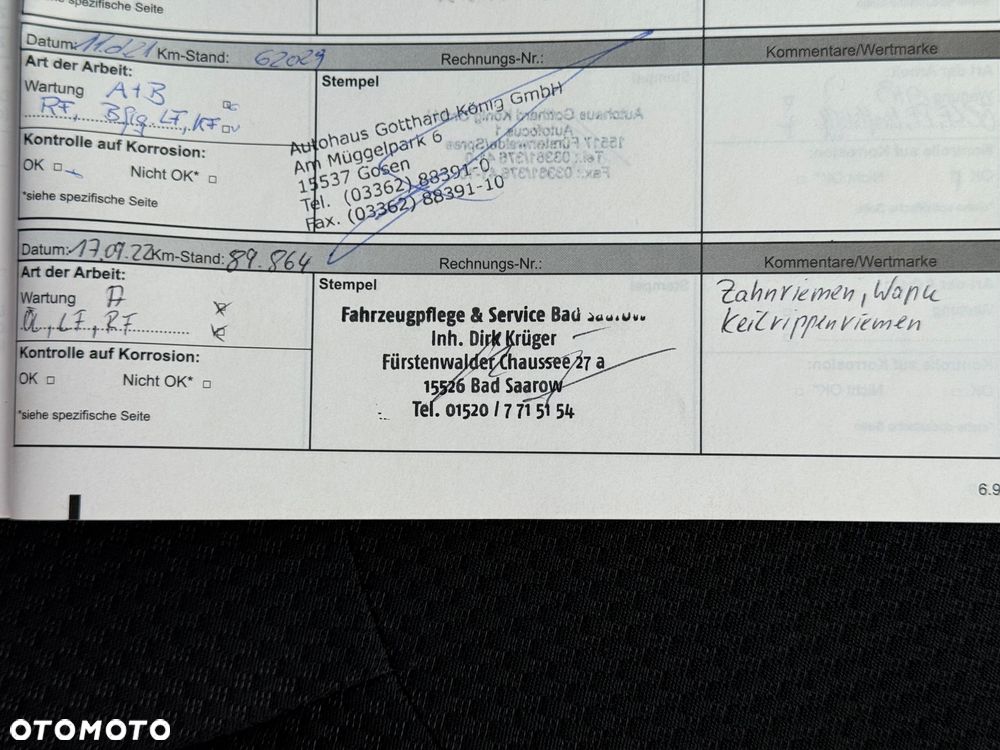 spezifische Seite
Datum: Km-Stand: 62029 Rechnungs-Nr.: Kommentare/Wertmarke
Art der Arbeit:
Wartung A+B
RF, LF, KF
Kontrolle auf Korrosion:
OK Nicht OK*
*siehe spezifische Seite
Stempel
Autohaus Gotthard König GmbH
Am Müggelpark 6
15537 Gosen
Tel. (03362) 88391-0
Fax. (03362) 88391-10
Datum: 17.09.22 Km-Stand: 89.864 Rechnungs-Nr.: Kommentare/Wertmarke
Art der Arbeit:
Wartung A
Ö, LF, RF
Kontrolle auf Korrosion:
OK Nicht OK*
*siehe spezifische Seite
Stempel
Fahrzeugpflege & Service Bad Saarow
Inh. Dirk Krüger
Fürstenwalder Chaussee 27 a
15526 Bad Saarow
Tel. 01520 / 7 71 51 54
Zahnriemen, Wapu
Keilrippenriemen
6.9
OTOMOTO